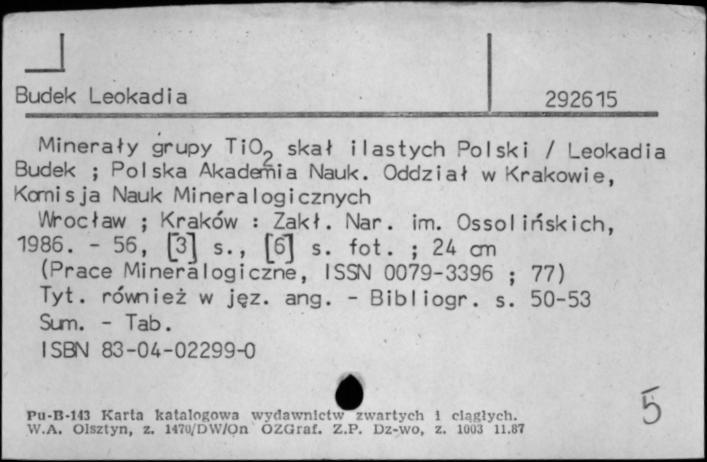 Budek Leokadia 292615
Minerały grupy TiO₂ skał ilastych Polski / Leokadia
Budek ; Polska Akademia Nauk. Oddział w Krakowie,
Komisja Nauk Mineralogicznych
Wrocław ; Kraków : Zakł. Nar. im. Ossolińskich,
1986. - 56, [3] s., [6] s. fot. ; 24 cm
(Prace Mineralogiczne, ISSN 0079-3396 ; 77)
Tyt. również w jęz. ang. - Bibliogr. s. 50-53
Sum. - Tab.
ISBN 83-04-02299-0
Pu-B-143 Karta katalogowa wydawnictw zwartych i ciągłych.
W.A. Olsztyn, z. 1470/DW/On OZGraf. Z.P. Dz-wo, z. 1003 11.87
5